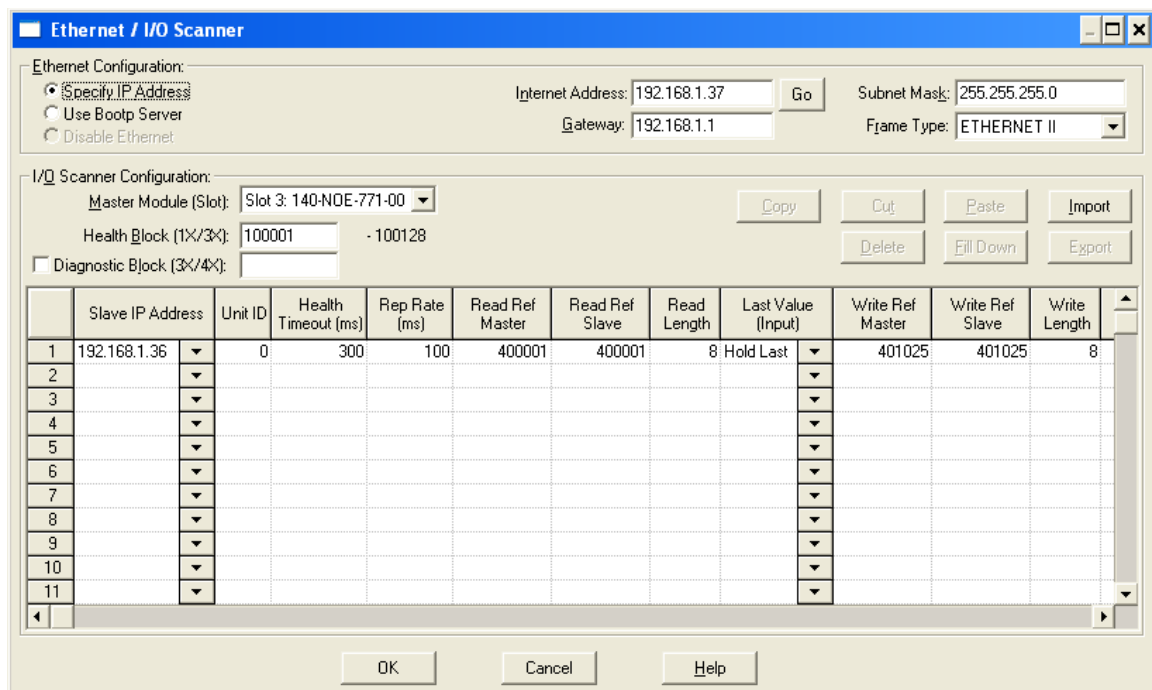 Ethernet / I/O Scanner
Ethernet Configuration:
Specify IP Address
Use Bootp Server
Disable Ethernet
Internet Address: 192.168.1.37 Go
Gateway: 192.168.1.1
Subnet Mask: 255.255.255.0
Frame Type: ETHERNET II
I/O Scanner Configuration:
Master Module (Slot): Slot 3: 140-NOE-771-00
Health Block (1X/3X): 100001 - 100128
Diagnostic Block (3X/4X):
Copy Cut Paste Import
Delete Fill Down Export
Slave IP Address Unit ID Health Timeout (ms) Rep Rate (ms) Read Ref Master Read Ref Slave Read Length Last Value (Input) Write Ref Master Write Ref Slave Write Length
1 192.168.1.36 0 300 100 400001 400001 8 Hold Last 401025 401025 8
2
3
4
5
6
7
8
9
10
11
OK Cancel Help